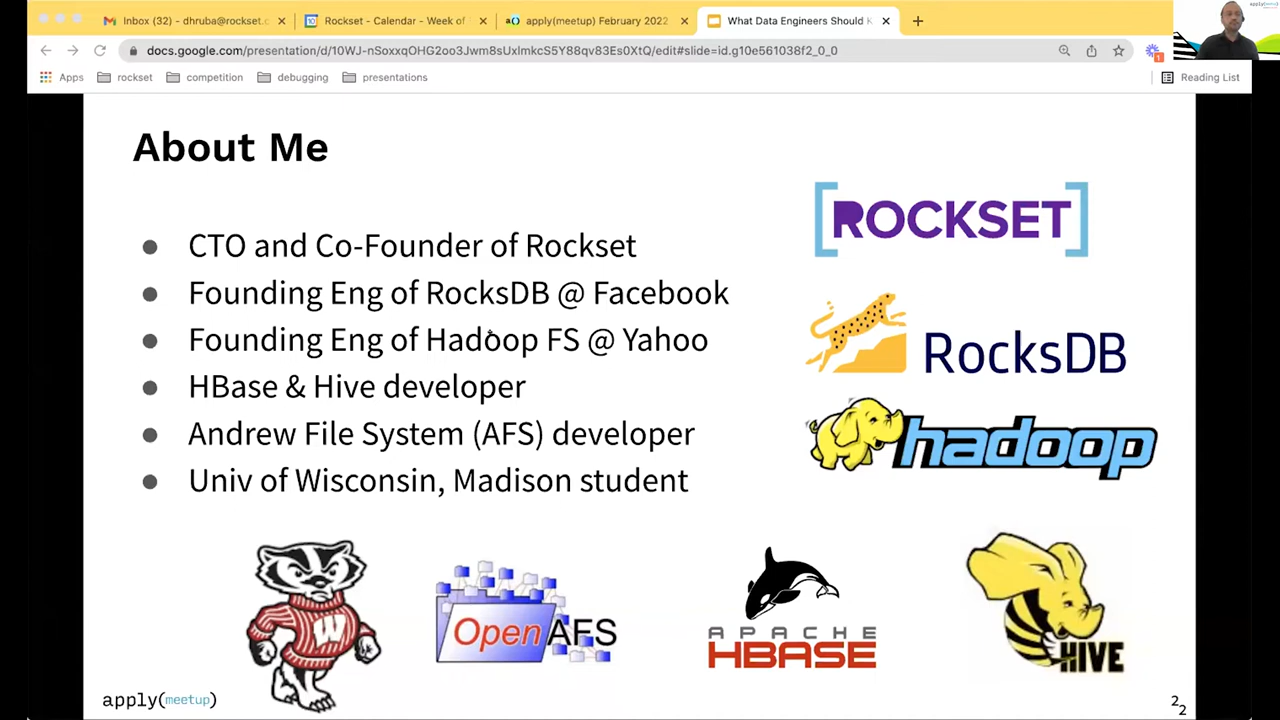 Inbox (32) - dhruba@rockset.c
Rockset - Calendar - Week of
apply(meetup) February 2022
What Data Engineers Should K
docs.google.com/presentation/d/10WJ-nSoxxqOHG2oo3Jwm8sUxlmkcS5Y88qv83Es0XtQ/edit#slide=id.g10e561038f2_0_0
Apps
rockset
competition
debugging
presentations
Reading List
About Me
CTO and Co-Founder of Rockset
Founding Eng of RocksDB @ Facebook
Founding Eng of Hadoop FS @ Yahoo
HBase & Hive developer
Andrew File System (AFS) developer
Univ of Wisconsin, Madison student
[ROCKSET]
RocksDB
hadoop
W
OpenAFS
APACHE
HBASE
HIVE
apply(meetup)
2
2